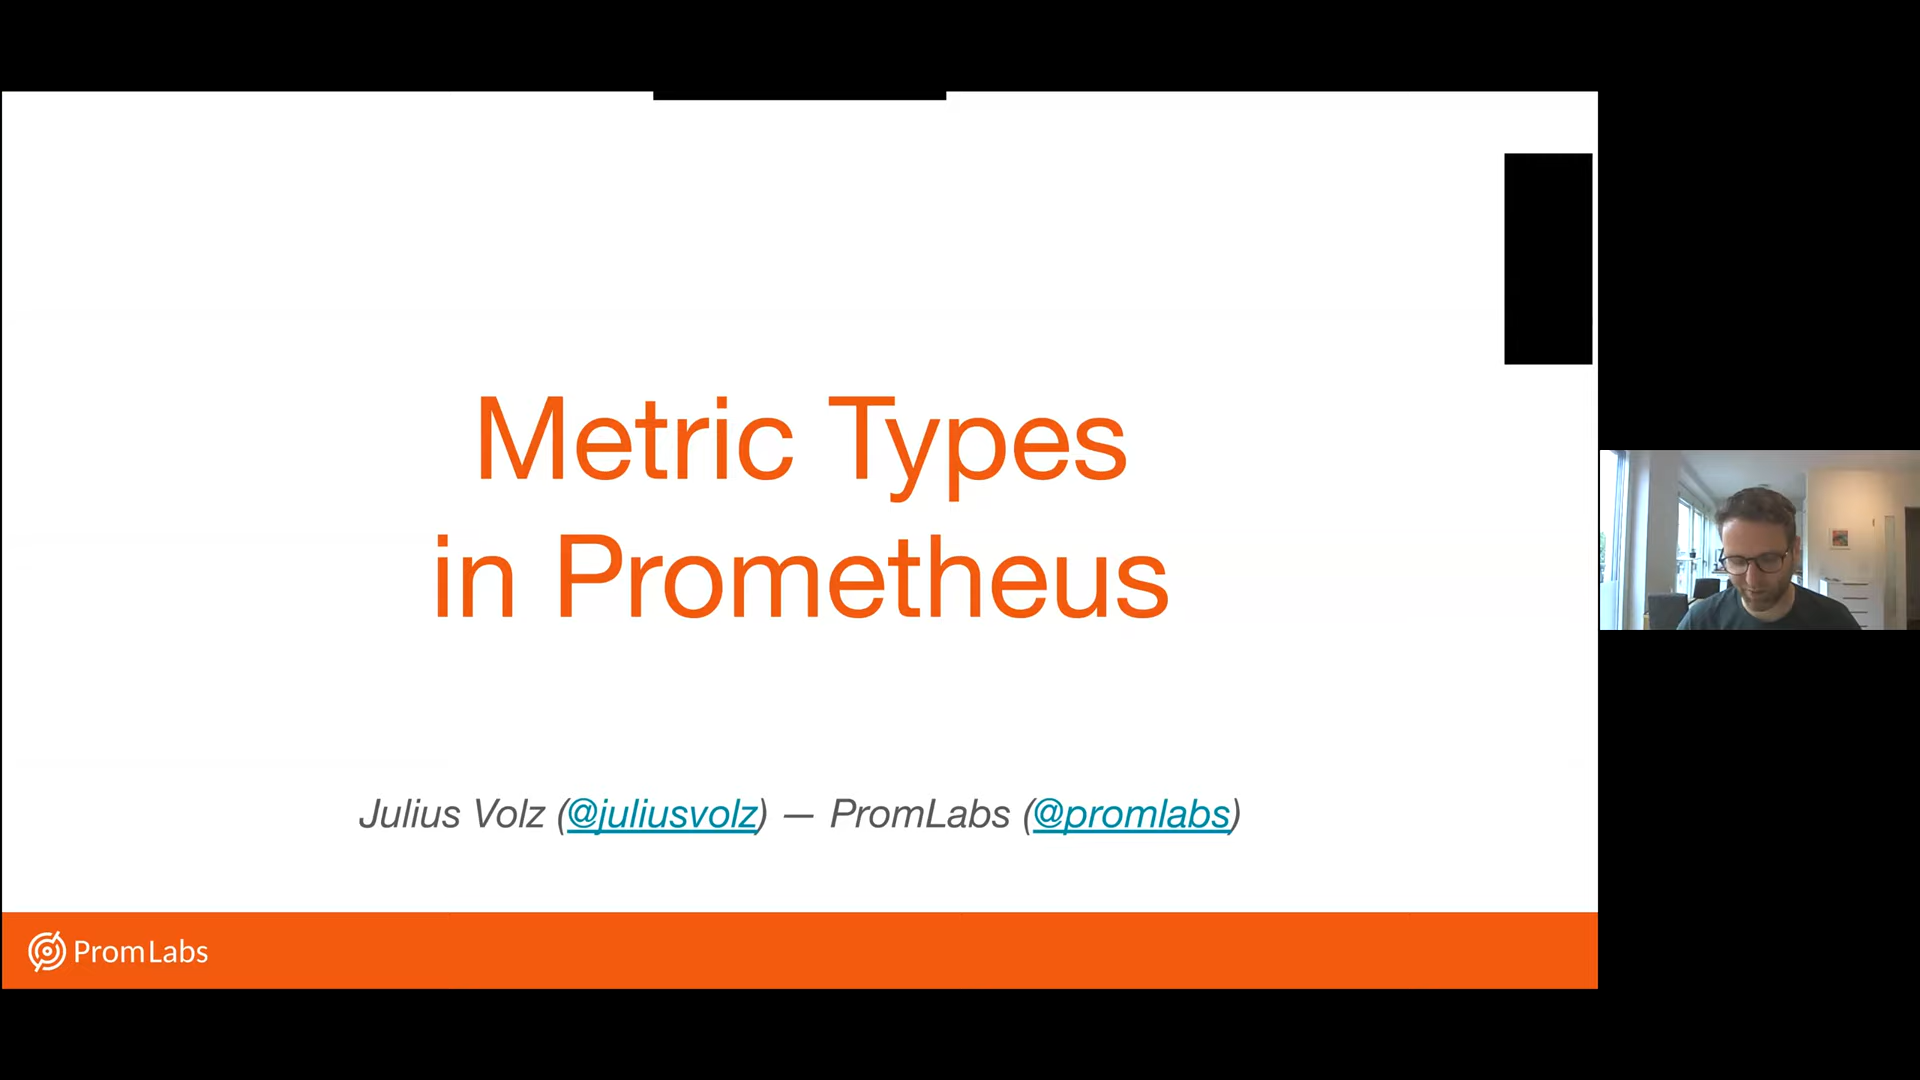 Metric Types
in Prometheus
Julius Volz (@juliusvolz) — PromLabs (@promlabs)
PromLabs